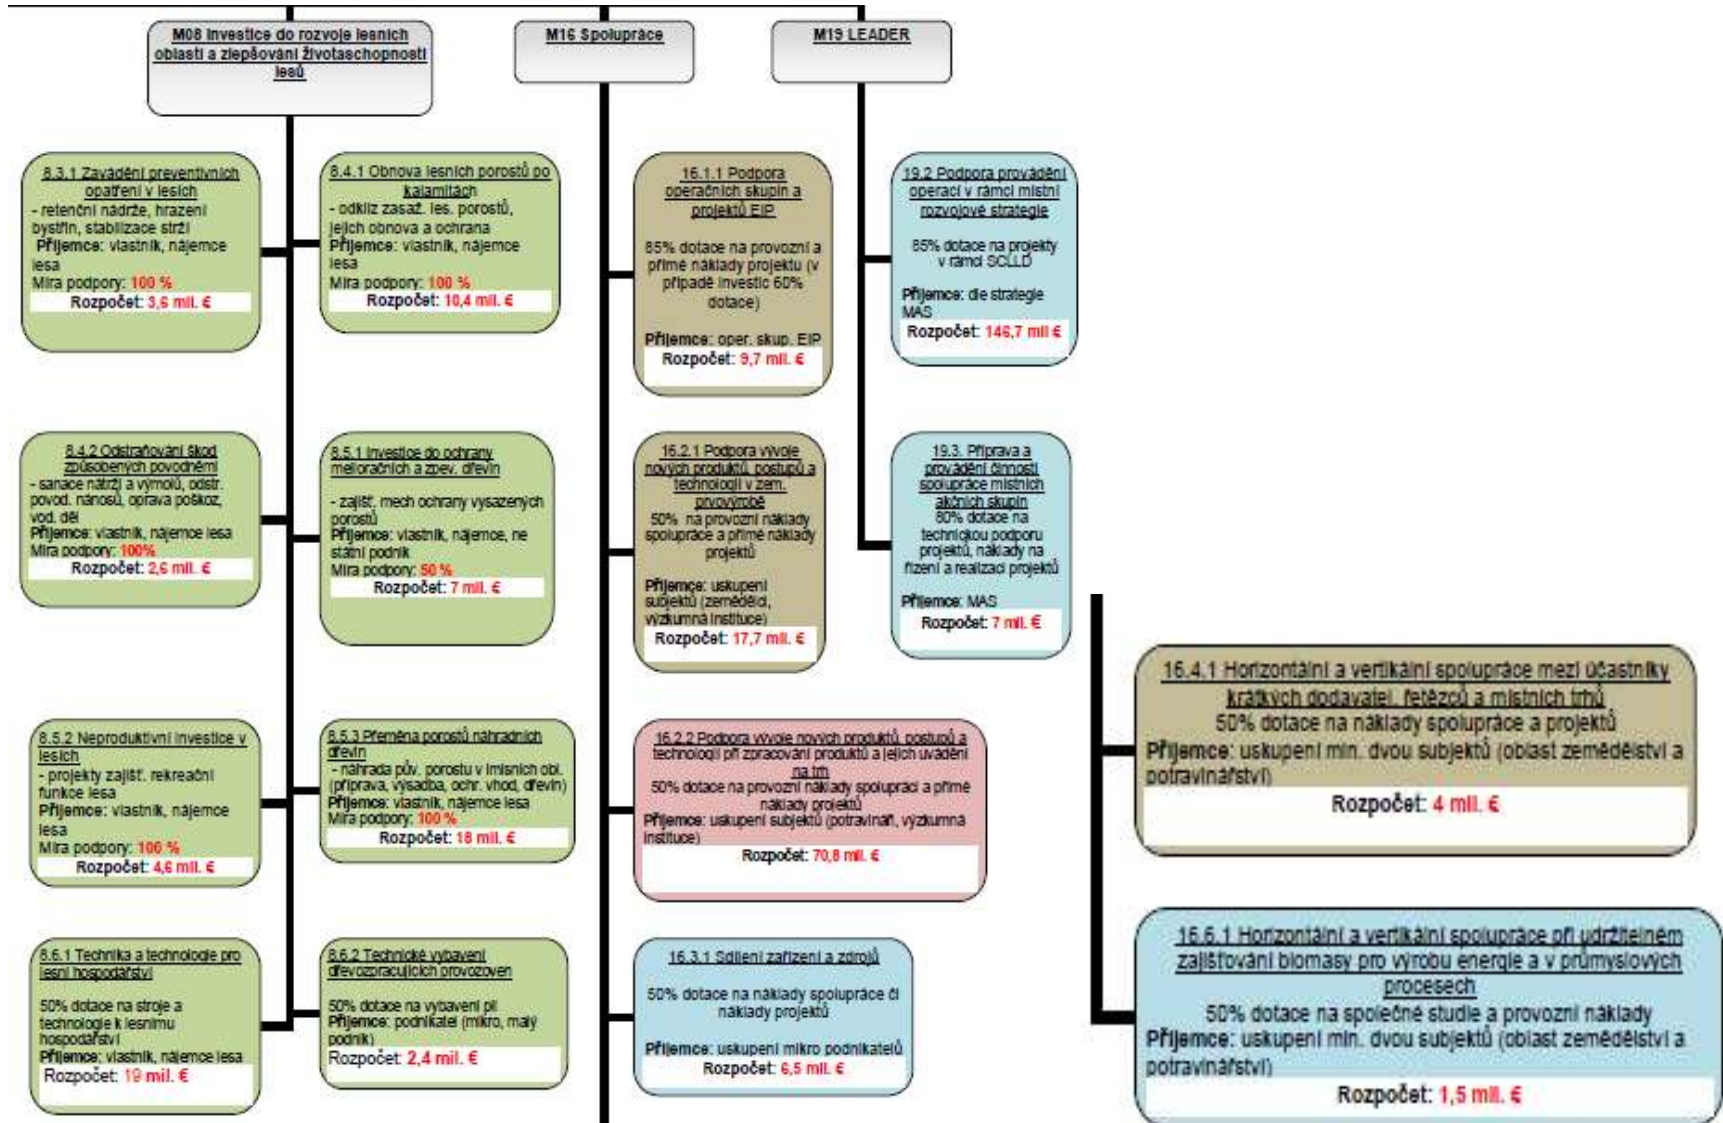 M08 Investice do rozvoje lesních
oblastí a zlepšování životaschopnosti
lesů
M16 Spolupráce
M19 LEADER
8.3.1 Zavádění preventivních
opatření v lesích
- retenční nádrže, hrazení
bystřin, stabilizace strží
Příjemce: vlastník, nájemce
lesa
Míra podpory: 100 %
Rozpočet: 3,6 mil. €
8.4.1 Obnova lesních porostů po
kalamitách
- odkliz zasaž. les. porostů,
jejich obnova a ochrana
Příjemce: vlastník, nájemce
lesa
Míra podpory: 100 %
Rozpočet: 10,4 mil. €
16.1.1 Podpora
operačních skupin a
projektů EIP
85% dotace na provozní a
přímé náklady projektu (v
případě investic 60%
dotace)
Příjemce: oper. skup. EIP
Rozpočet: 9,7 mil. €
19.2 Podpora provádění
operací v rámci místní
rozvojové strategie
85% dotace na projekty
v rámci SCLLD
Příjemce: dle strategie
MAS
Rozpočet: 146,7 mil €
8.4.2 Odstraňování škod
způsobených povodněmi
- sanace nátrží a výmolů, odstr.
povod. nánosů, oprava poškoz,
vod. děl
Příjemce: vlastník, nájemce lesa
Míra podpory: 100%
Rozpočet: 2,6 mil. €
8.5.1 Investice do ochrany
melioračních a zpev. dřevin
- zajišť. mech ochrany vysazených
porostů
Příjemce: vlastník, nájemce, ne
státní podnik
Míra podpory: 50 %
Rozpočet: 7 mil. €
16.2.1 Podpora vývoje
nových produktů, postupů a
technologií v zem.
prvovýrobě
50% na provozní náklady
spolupráce a přímé náklady
projektů
Příjemce: uskupení
subjektů (zemědělci,
výzkumná instituce)
Rozpočet: 17,7 mil. €
19.3. Příprava a
provádění činností
spolupráce místních
akčních skupin
80% dotace na
technickou podporu
projektů, náklady na
řízení a realizaci projektů
Příjemce: MAS
Rozpočet: 7 mil. €
8.5.2 Neproduktivní investice v
lesích
- projekty zajišť. rekreační
funkce lesa
Příjemce: vlastník, nájemce
lesa
Míra podpory: 100 %
Rozpočet: 4,6 mil. €
8.5.3 Přeměna porostů náhradních
dřevin
- náhrada pův. porostu v imisních obl.
(příprava, výsadba, ochr. vhod, dřevin)
Příjemce: vlastník, nájemce lesa
Míra podpory: 100 %
Rozpočet: 18 mil. €
16.2.2 Podpora vývoje nových produktů, postupů a
technologií při zpracování produktů a jejich uvádění
na trh
50% dotace na provozní náklady spolupráci a přímé
náklady projektů
Příjemce: uskupení subjektů (potravináři, výzkumná
instituce)
Rozpočet: 70,8 mil. €
16.4.1 Horizontální a vertikální spolupráce mezi účastníky
krátkých dodavatel. řetězců a místních trhů
50% dotace na náklady spolupráce a projektů
Příjemce: uskupení min. dvou subjektů (oblast zemědělství a
potravinářství)
Rozpočet: 4 mil. €
8.6.1 Technika a technologie pro
lesní hospodářství
50% dotace na stroje a
technologie k lesnímu
hospodářství
Příjemce: vlastník, nájemce lesa
Rozpočet: 19 mil. €
8.6.2 Technické vybavení
dřevozpracujících provozoven
50% dotace na vybavení pil
Příjemce: podnikatel (mikro, malý
podnik)
Rozpočet: 2,4 mil. €
16.3.1 Sdílení zařízení a zdrojů
50% dotace na náklady spolupráce či
náklady projektů
Příjemce: uskupení mikro podnikatelů
Rozpočet: 6,5 mil. €
16.6.1 Horizontální a vertikální spolupráce při udržitelném
zajišťování biomasy pro výrobu energie a v průmyslových
procesech
50% dotace na společné studie a provozní náklady
Příjemce: uskupení min. dvou subjektů (oblast zemědělství a
potravinářství)
Rozpočet: 1,5 mil. €